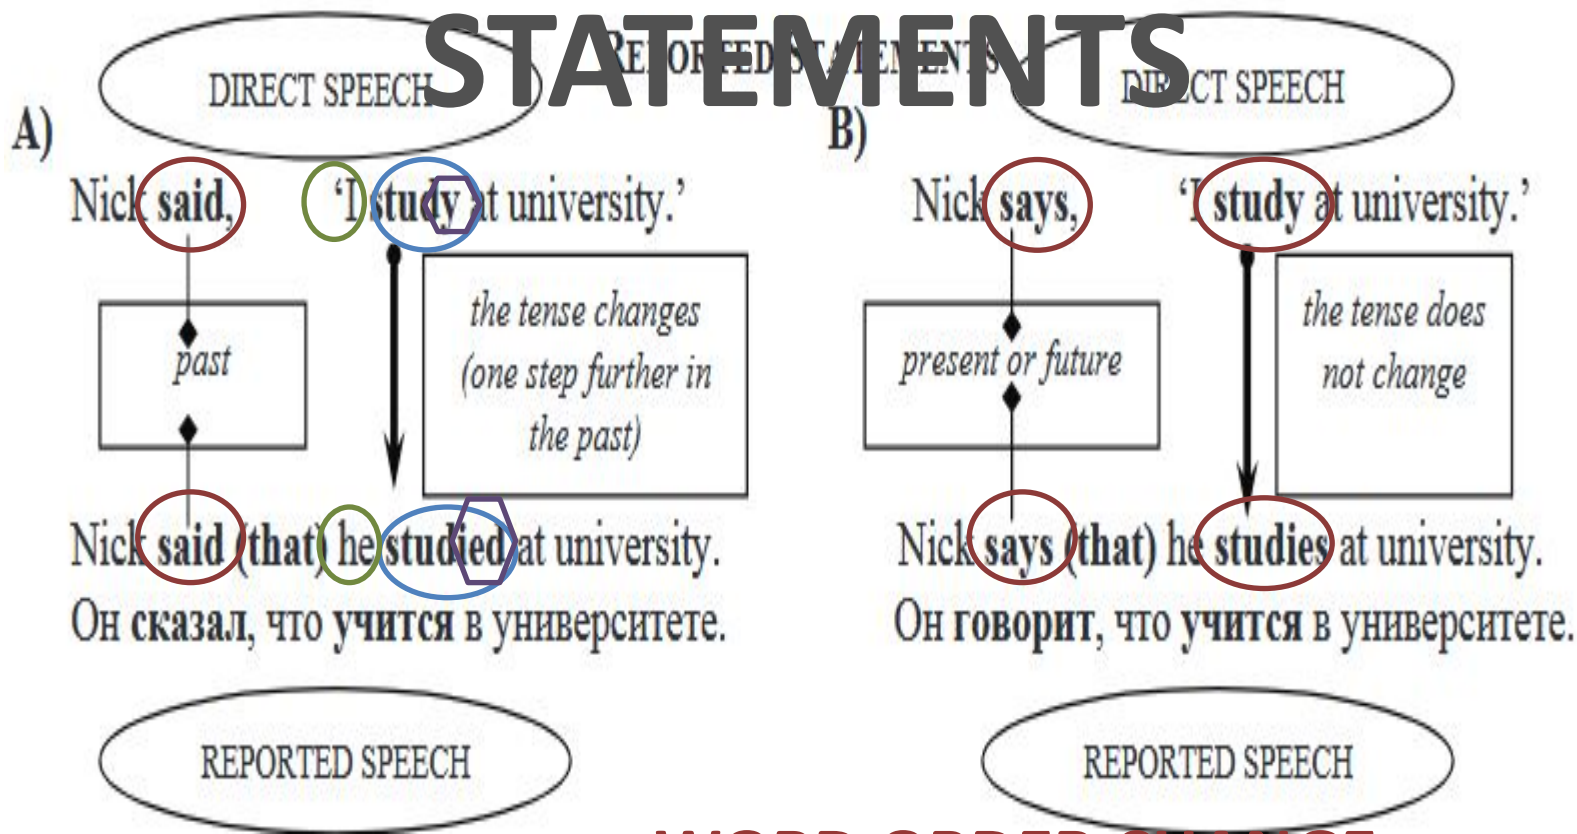 STATEMENTS
REPORTED STATEMENTS
DIRECT SPEECH
A)
Nick said, ‘I study at university.’
past
the tense changes
(one step further in
the past)
Nick said (that) he studied at university.
Он сказал, что учится в университете.
REPORTED SPEECH
DIRECT SPEECH
B)
Nick says, ‘I study at university.’
present or future
the tense does
not change
Nick says (that) he studies at university.
Он говорит, что учится в университете.
REPORTED SPEECH